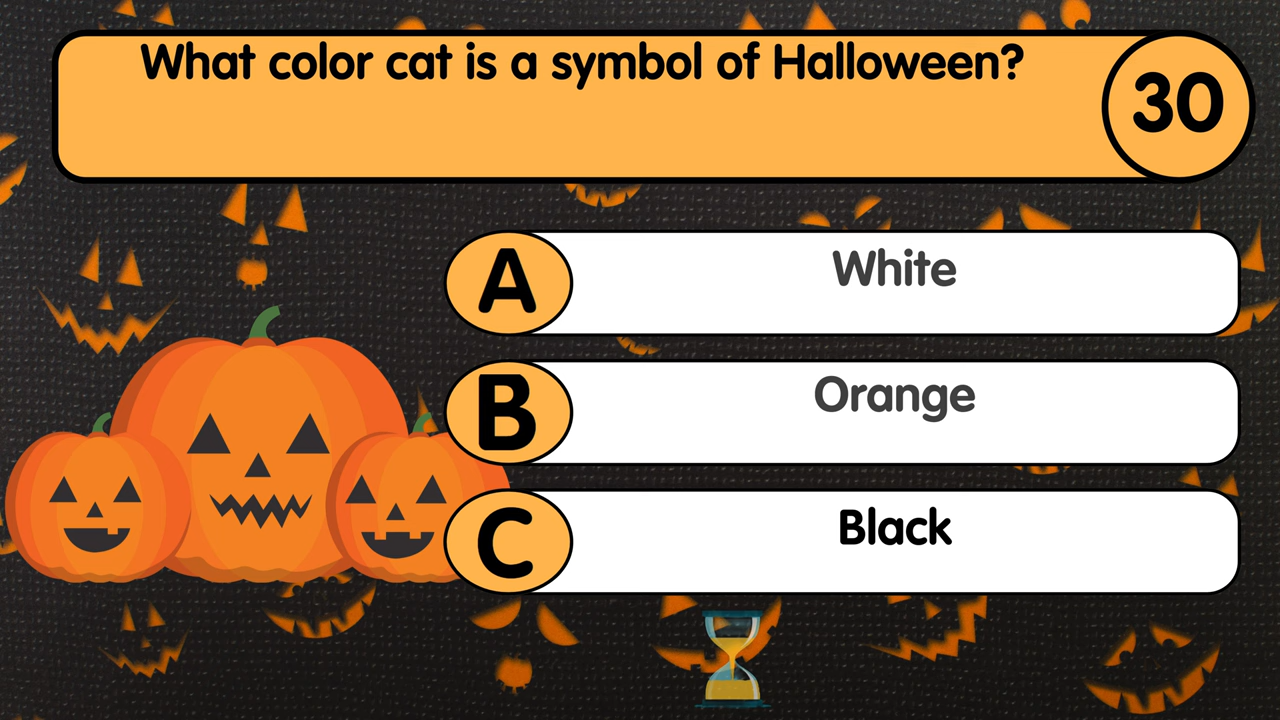 What color cat is a symbol of Halloween?
30
A
White
B
Orange
C
Black